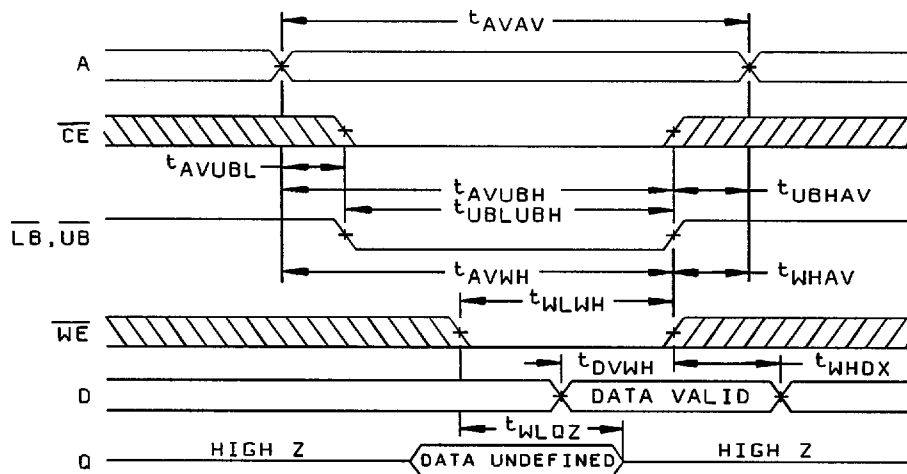 tAVAV
A
CE
tAVUBL
tAVUBH
tUBHAV
tUBLUBH
LB,UB
tAVWH
tWHAV
tWLWH
WE
tDVWH
tWHDX
D
DATA VALID
tWLQZ
HIGH Z
HIGH Z
Q
DATA UNDEFINED